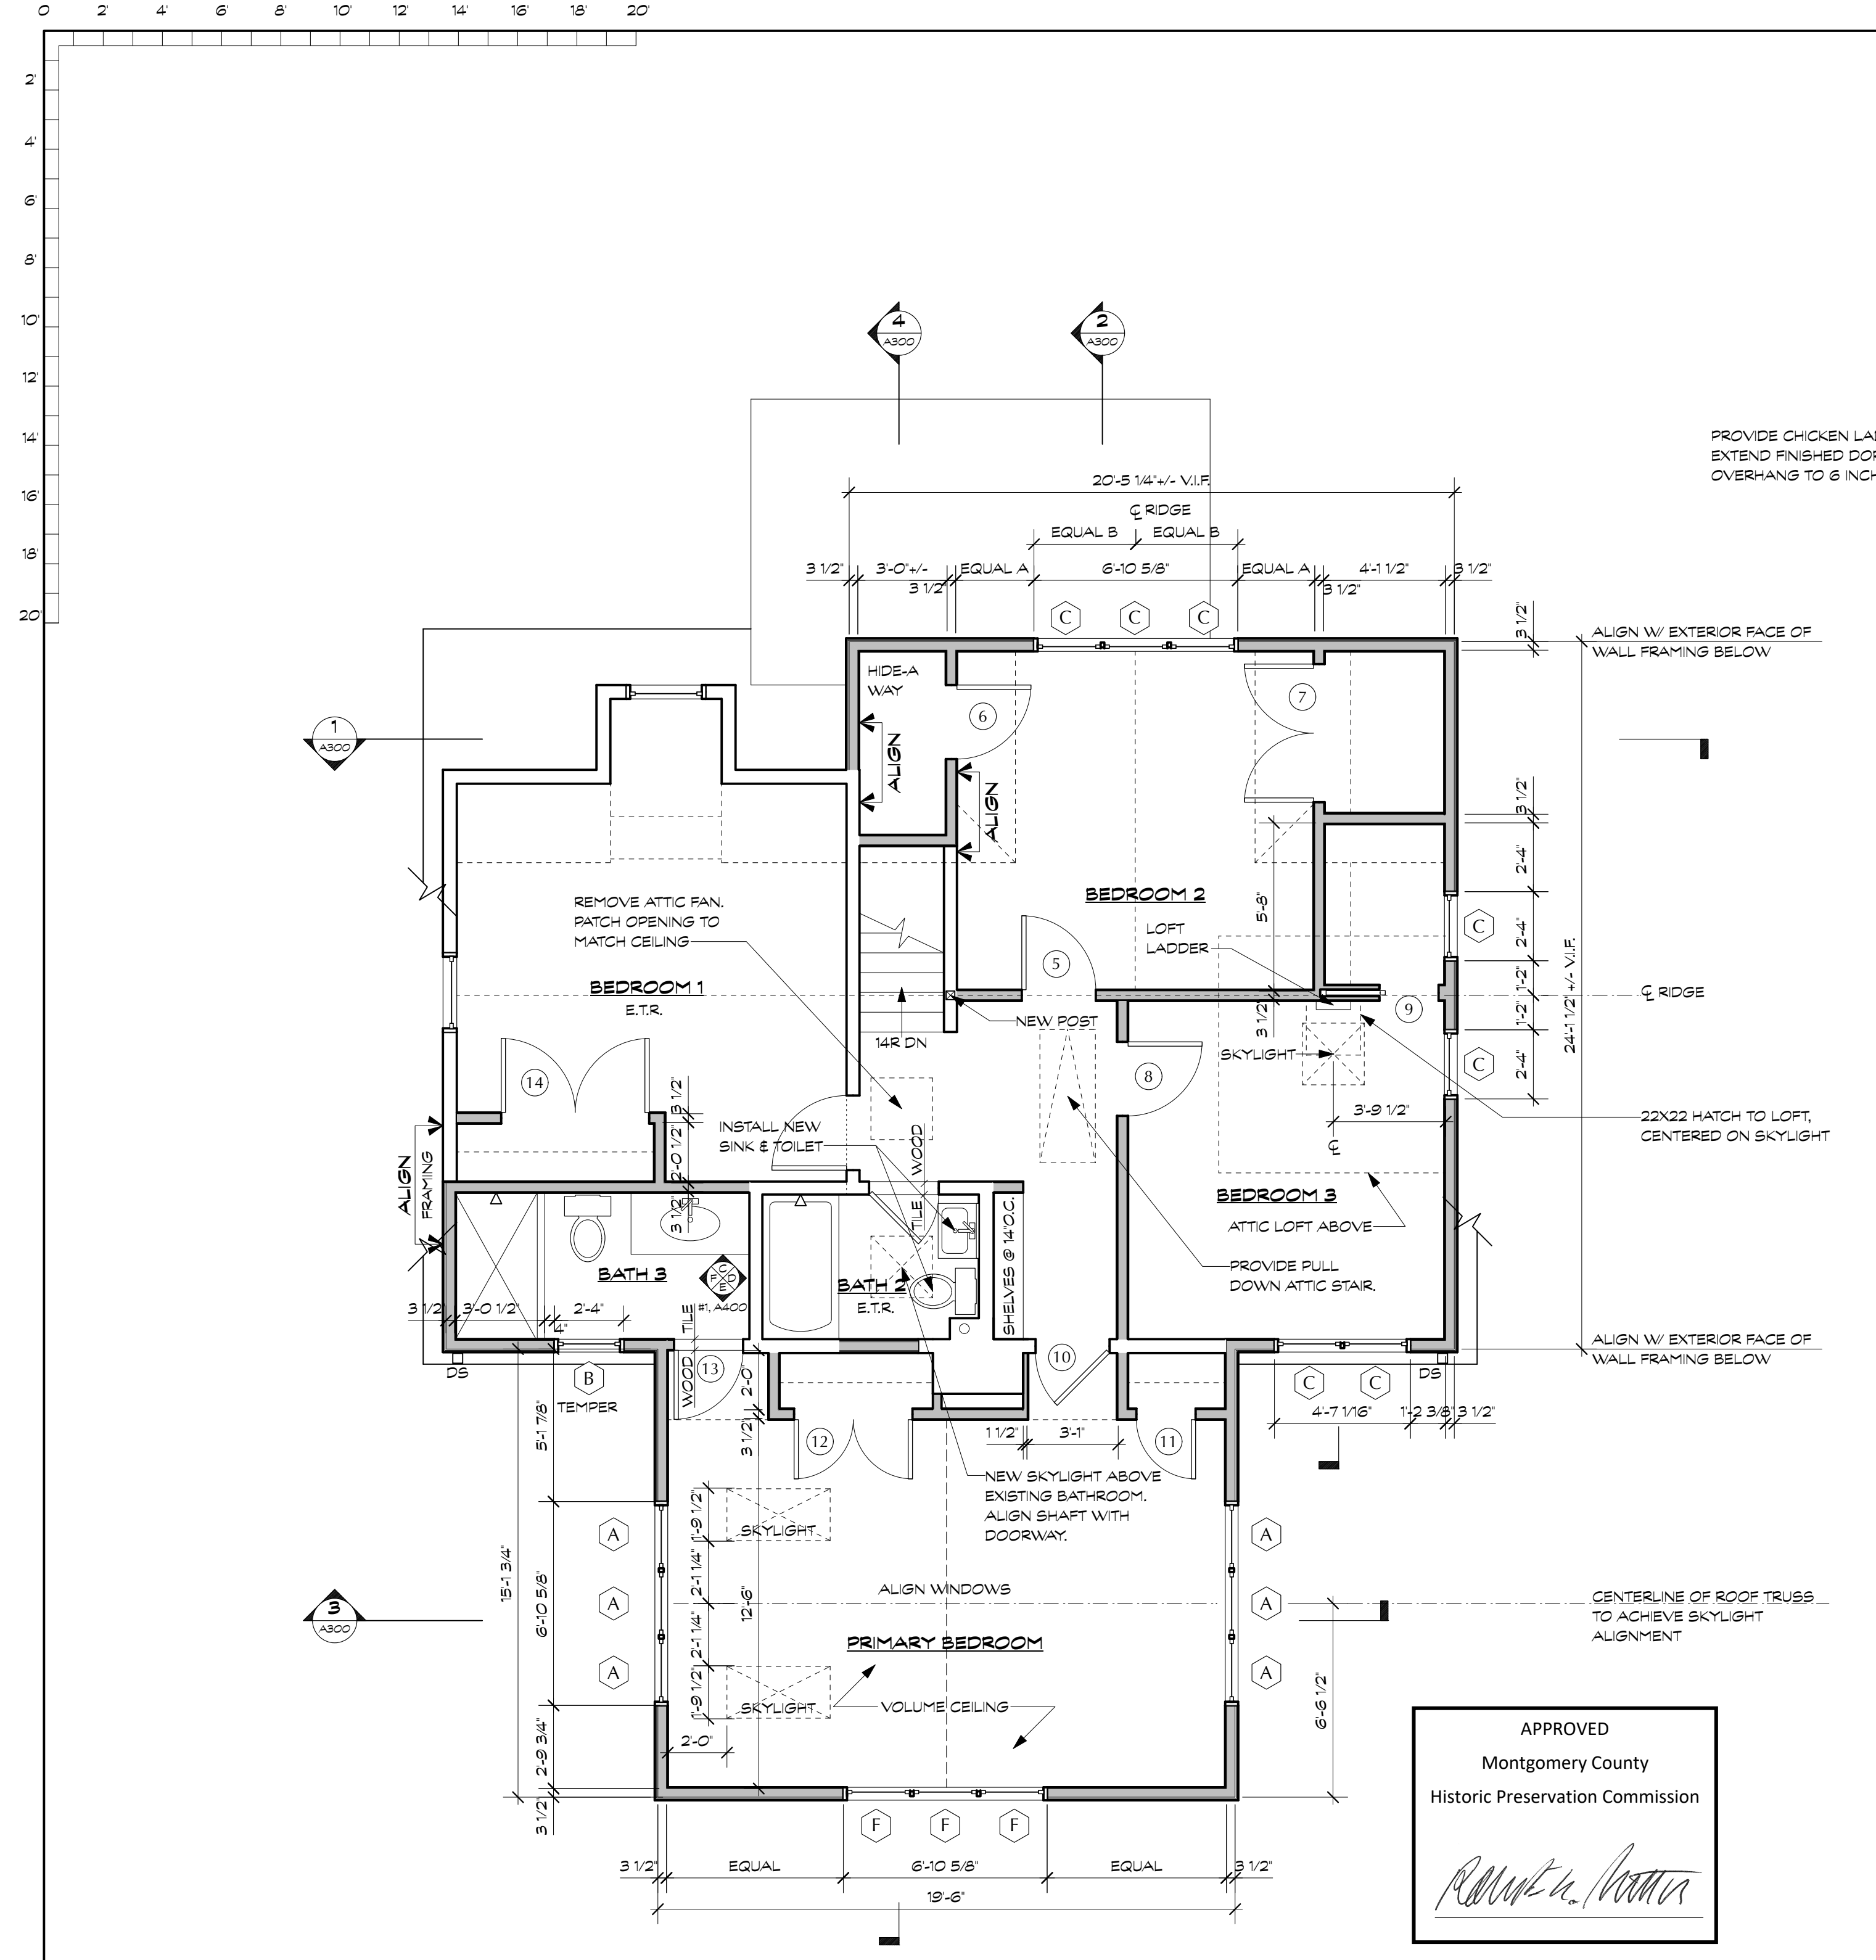 0 2' 4' 6' 8' 10' 12' 14' 16' 18' 20'
2'
4'
6'
8'
10'
12'
14'
16'
18'
20'
4
A300
2
A300
PROVIDE CHICKEN LA
EXTEND FINISHED DO
OVERHANG TO 6 INCH
20'-5 1/4"+/- V.I.F.
℄ RIDGE
EQUAL B EQUAL B
3 1/2" 3'-0"+/- EQUAL A 6'-10 5/8" EQUAL A 4'-1 1/2" 3 1/2"
3 1/2" 3 1/2"
C C C
3 1/2"
ALIGN W/ EXTERIOR FACE OF
WALL FRAMING BELOW
HIDE-A
WAY
6
7
1
A300
ALIGN
ALIGN
3 1/2"
2'-4"
BEDROOM 2
5'-8"
REMOVE ATTIC FAN.
PATCH OPENING TO
MATCH CEILING
LOFT
LADDER
C
2'-4"
24'-1 1/2" +/- V.I.F.
5
BEDROOM 1
E.T.R.
1'-2"
℄ RIDGE
9
NEW POST
3 1/2"
1'-2"
14R DN
SKYLIGHT
C
2'-4"
14
8
3 1/2"
3'-9 1/2"
22X22 HATCH TO LOFT,
CENTERED ON SKYLIGHT
INSTALL NEW
SINK & TOILET
WOOD
℄
ALIGN
FRAMING
2'-0 1/2"
BEDROOM 3
3 1/2"
TILE
SHELVES @ 14"O.C.
ATTIC LOFT ABOVE
BATH 3
C
F D
E
#1, A400
BATH 2
E.T.R.
PROVIDE PULL
DOWN ATTIC STAIR.
3 1/2" 3'-0 1/2" 2'-4"
4"
TILE
ALIGN W/ EXTERIOR FACE OF
WALL FRAMING BELOW
DS
B
TEMPER
WOOD
13
2'-0"
10
DS
C C
4'-7 1/16" 1'-2 3/8" 3 1/2"
5'-1 7/8"
3 1/2"
12
1 1/2" 3'-1"
11
NEW SKYLIGHT ABOVE
EXISTING BATHROOM.
ALIGN SHAFT WITH
DOORWAY.
1'-9 1/2"
SKYLIGHT
A
A
15'-1 3/4"
6'-10 5/8"
2'-1 1/4"
12'-6"
ALIGN WINDOWS
A
A
CENTERLINE OF ROOF TRUSS
TO ACHIEVE SKYLIGHT
ALIGNMENT
3
A300
2'-1 1/4"
PRIMARY BEDROOM
A
A
1'-9 1/2"
SKYLIGHT
VOLUME CEILING
6'-6 1/2"
2'-9 3/4"
2'-0"
3 1/2"
F F F
3 1/2" EQUAL 6'-10 5/8" EQUAL 3 1/2"
19'-6"
APPROVED
Montgomery County
Historic Preservation Commission